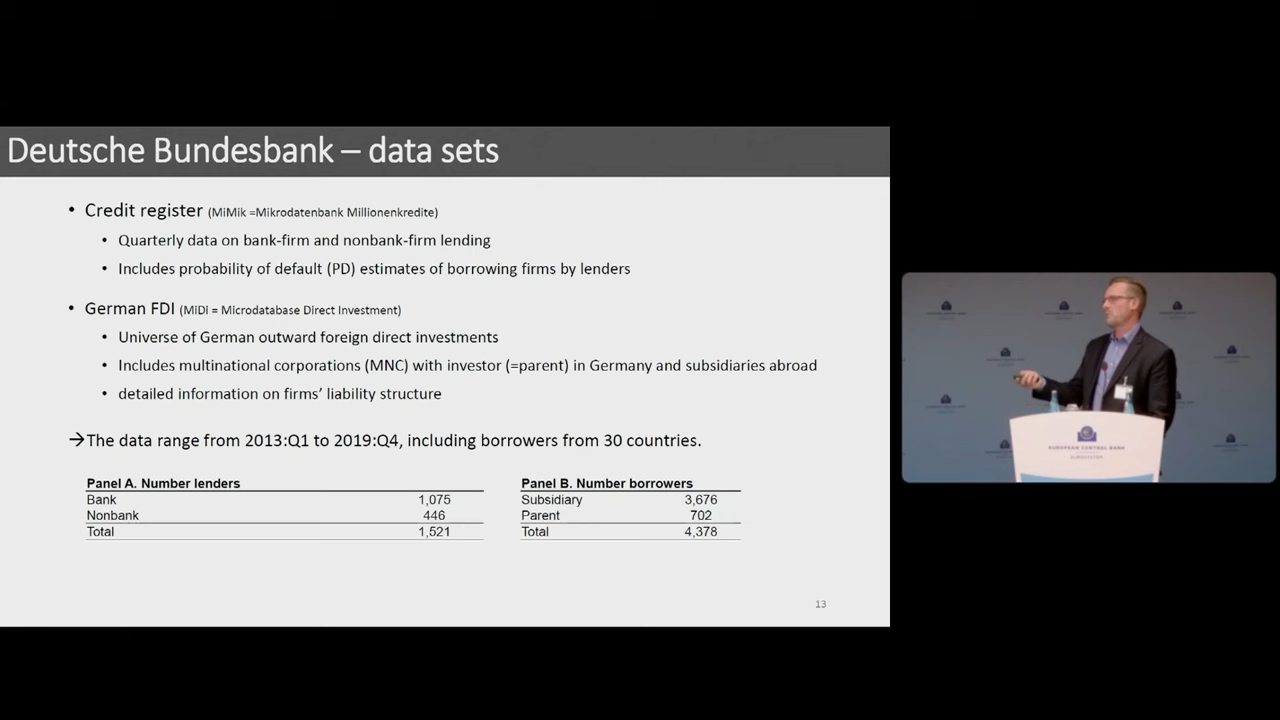 Deutsche Bundesbank – data sets
• Credit register (MiMik =Mikrodatenbank Millionenkredite)
• Quarterly data on bank-firm and nonbank-firm lending
• Includes probability of default (PD) estimates of borrowing firms by lenders
• German FDI (MiDi = Microdatabase Direct Investment)
• Universe of German outward foreign direct investments
• Includes multinational corporations (MNC) with investor (=parent) in Germany and subsidiaries abroad
• detailed information on firms’ liability structure
→The data range from 2013:Q1 to 2019:Q4, including borrowers from 30 countries.
Panel A. Number lenders
Bank 1,075
Nonbank 446
Total 1,521
Panel B. Number borrowers
Subsidiary 3,676
Parent 702
Total 4,378
13
EUROPEAN CENTRAL BANK
EUROSYSTEM